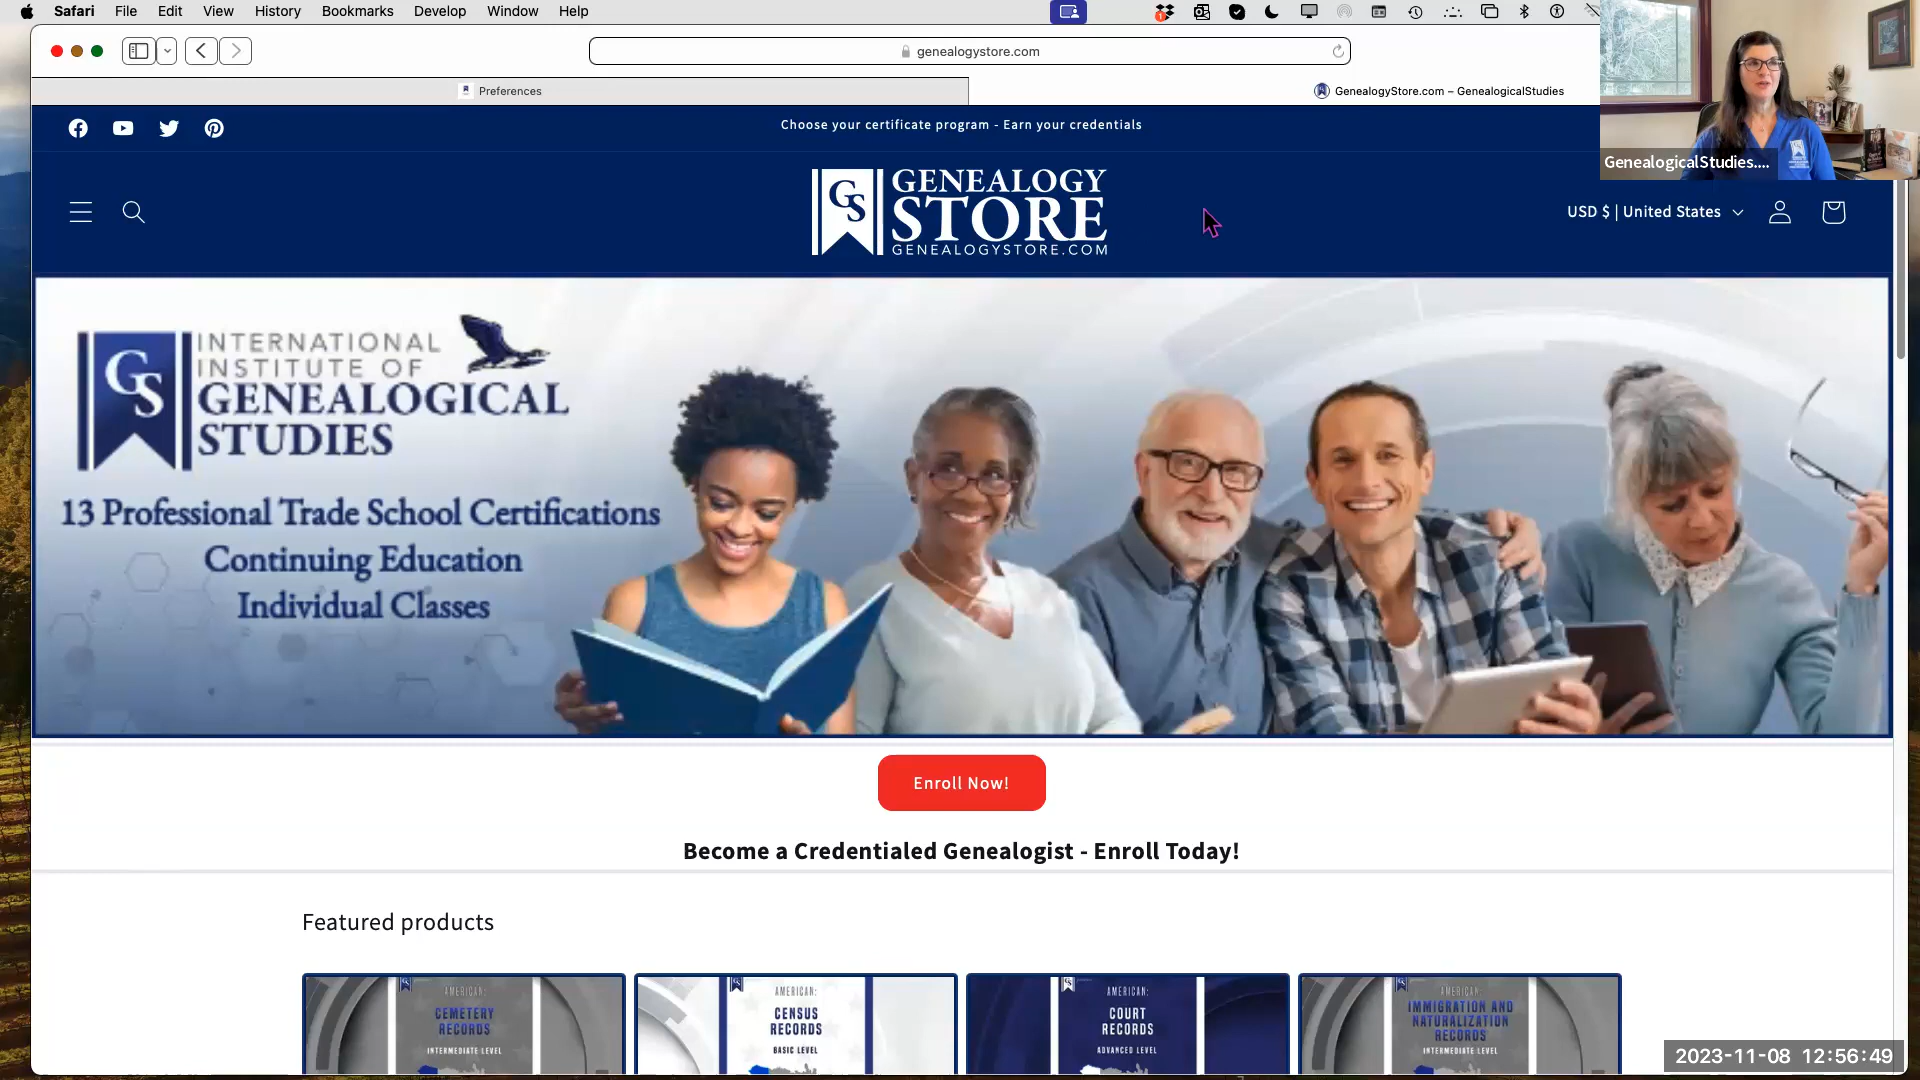 Safari File Edit View History Bookmarks Develop Window Help
genealogystore.com
Preferences
GenealogyStore.com – GenealogicalStudies
Choose your certificate program - Earn your credentials
GenealogicalStudies....
GS GENEALOGY
STORE
GENEALOGYSTORE.COM
USD $ | United States
GS
INTERNATIONAL
INSTITUTE OF
GENEALOGICAL
STUDIES
13 Professional Trade School Certifications
Continuing Education
Individual Classes
Enroll Now!
Become a Credentialed Genealogist - Enroll Today!
Featured products
AMERICAN:
CEMETERY
RECORDS
INTERMEDIATE LEVEL
AMERICAN:
CENSUS
RECORDS
BASIC LEVEL
AMERICAN:
COURT
RECORDS
ADVANCED LEVEL
AMERICAN:
IMMIGRATION AND
NATURALIZATION
RECORDS
INTERMEDIATE LEVEL
2023-11-08 12:56:49